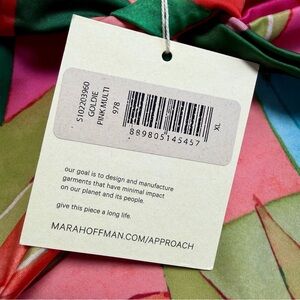 S102203960
GOLDIE
PINK MULTI
978
889805145457
XL
our goal is to design and manufacture
garments that have minimal impact
on our planet and its people.
give this piece a long life.
MARAHOFFMAN.COM/APPROACH